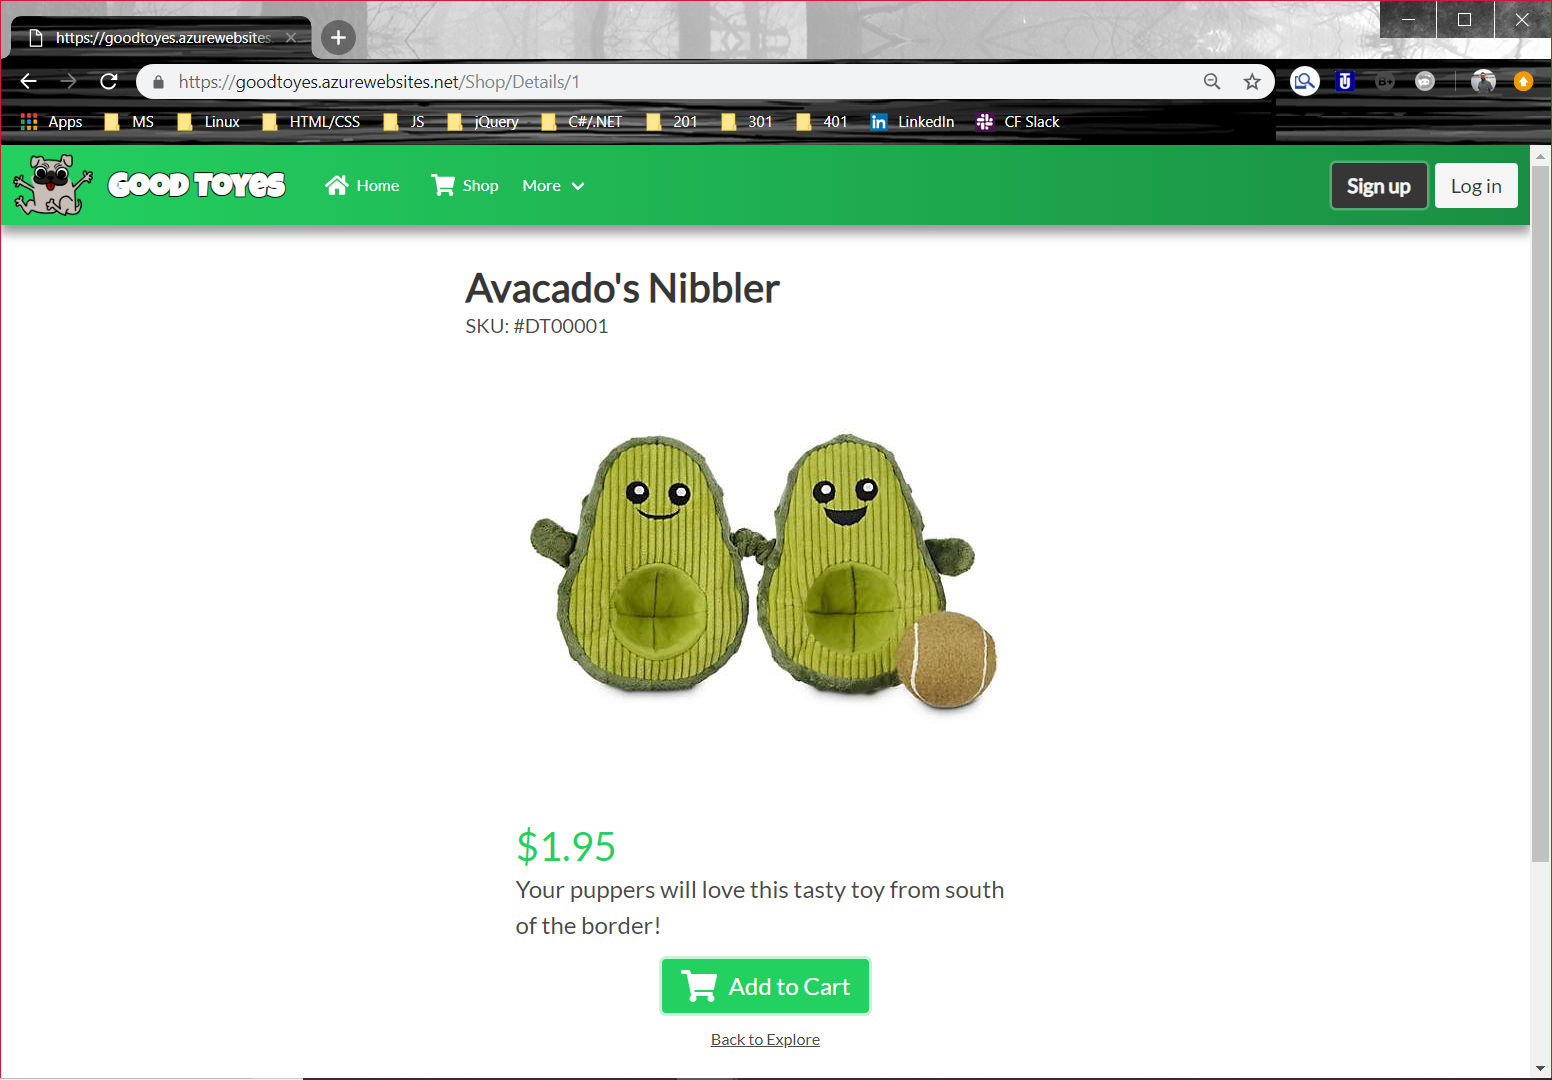 https://goodtoyes.azurewebsites
https://goodtoyes.azurewebsites.net/Shop/Details/1
Apps MS Linux HTML/CSS JS jQuery C#/.NET 201 301 401 LinkedIn CF Slack
GOOD TOYES Home Shop More Sign up Log in
Avacado's Nibbler
SKU: #DT00001
$1.95
Your puppers will love this tasty toy from south
of the border!
Add to Cart
Back to Explore